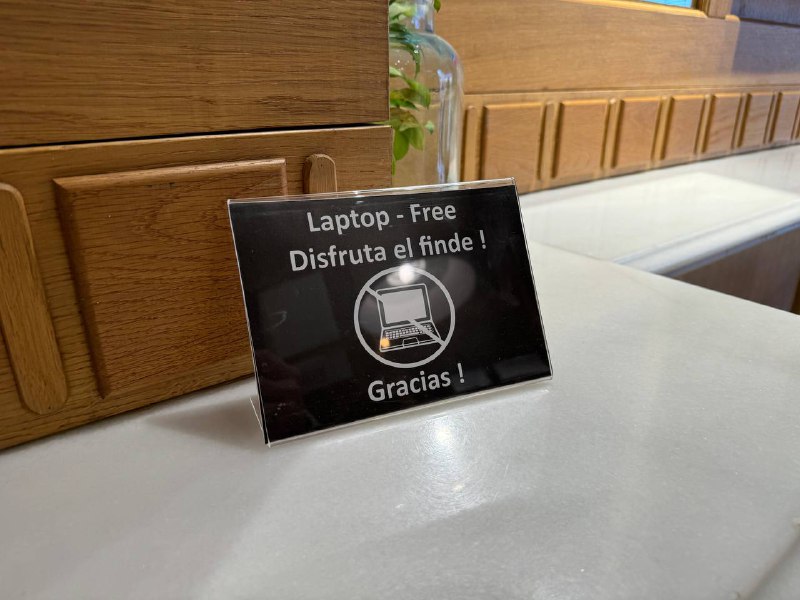 Laptop - Free
Disfruta el finde !
Gracias !